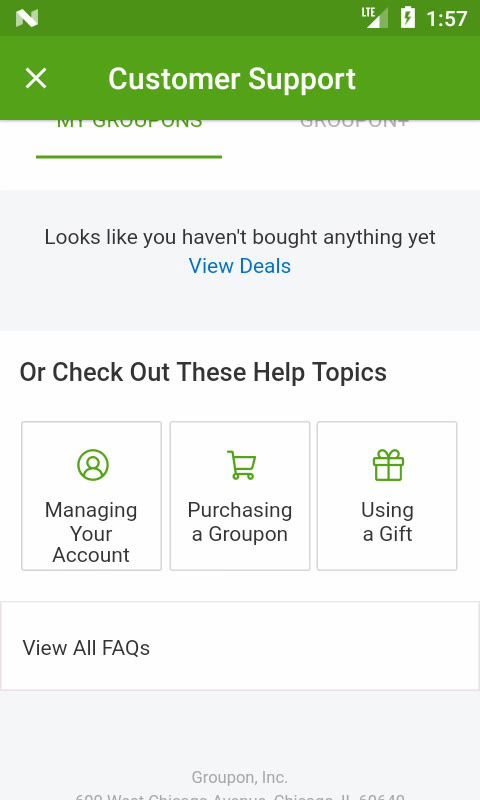 LTE
1:57
Customer Support
MY GROUPONS
GROUPON+
Looks like you haven't bought anything yet
View Deals
Or Check Out These Help Topics
Managing
Your
Account
Purchasing
a Groupon
Using
a Gift
View All FAQs
Groupon, Inc.
600 West Chicago Avenue, Chicago, IL 60640